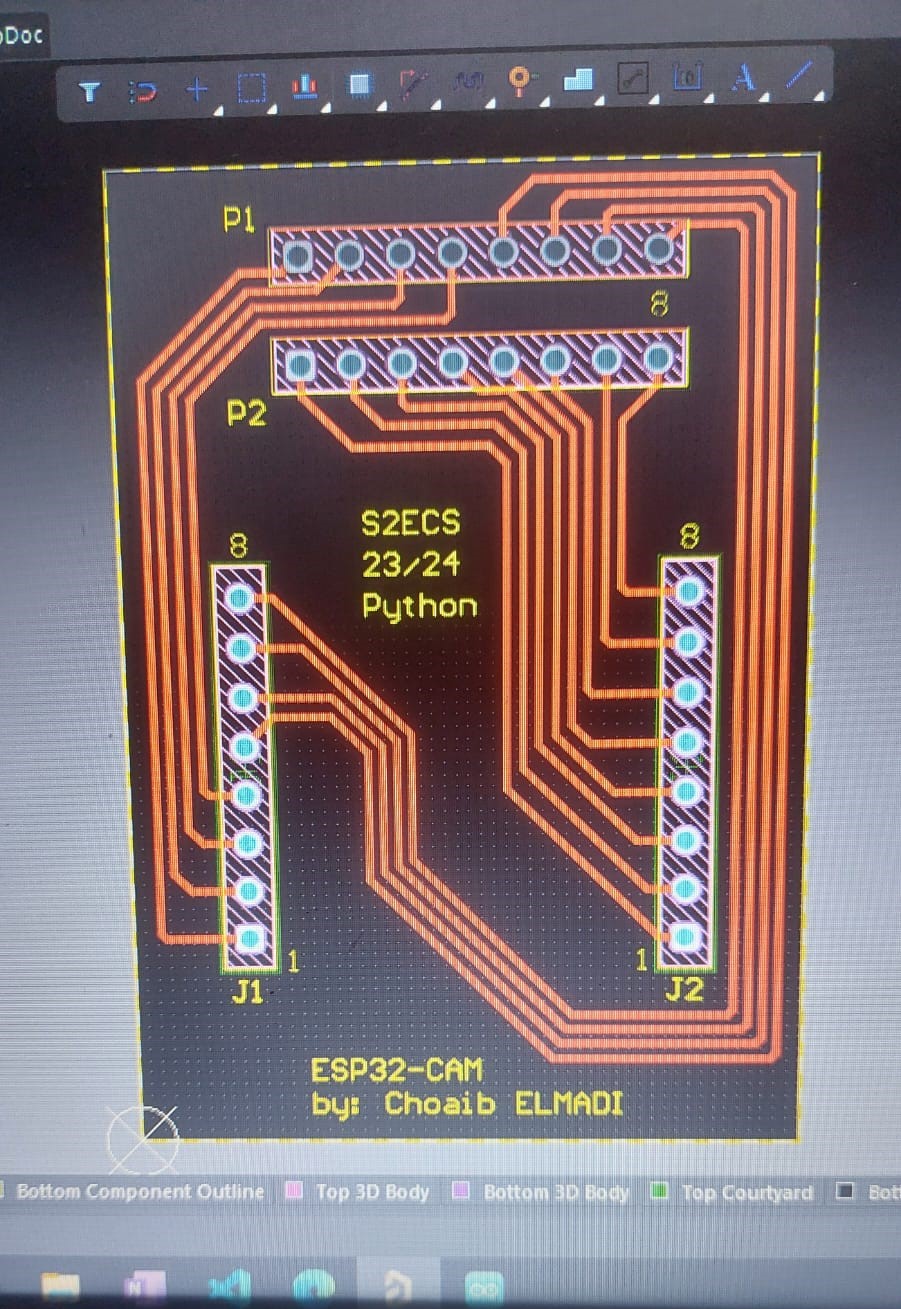 Doc
P1
8
P2
S2ECS
23/24
Python
8
8
1
1
J1
J2
ESP32-CAM
by: Choaib ELMADI
Bottom Component Outline
Top 3D Body
Bottom 3D Body
Top Courtyard
Bot